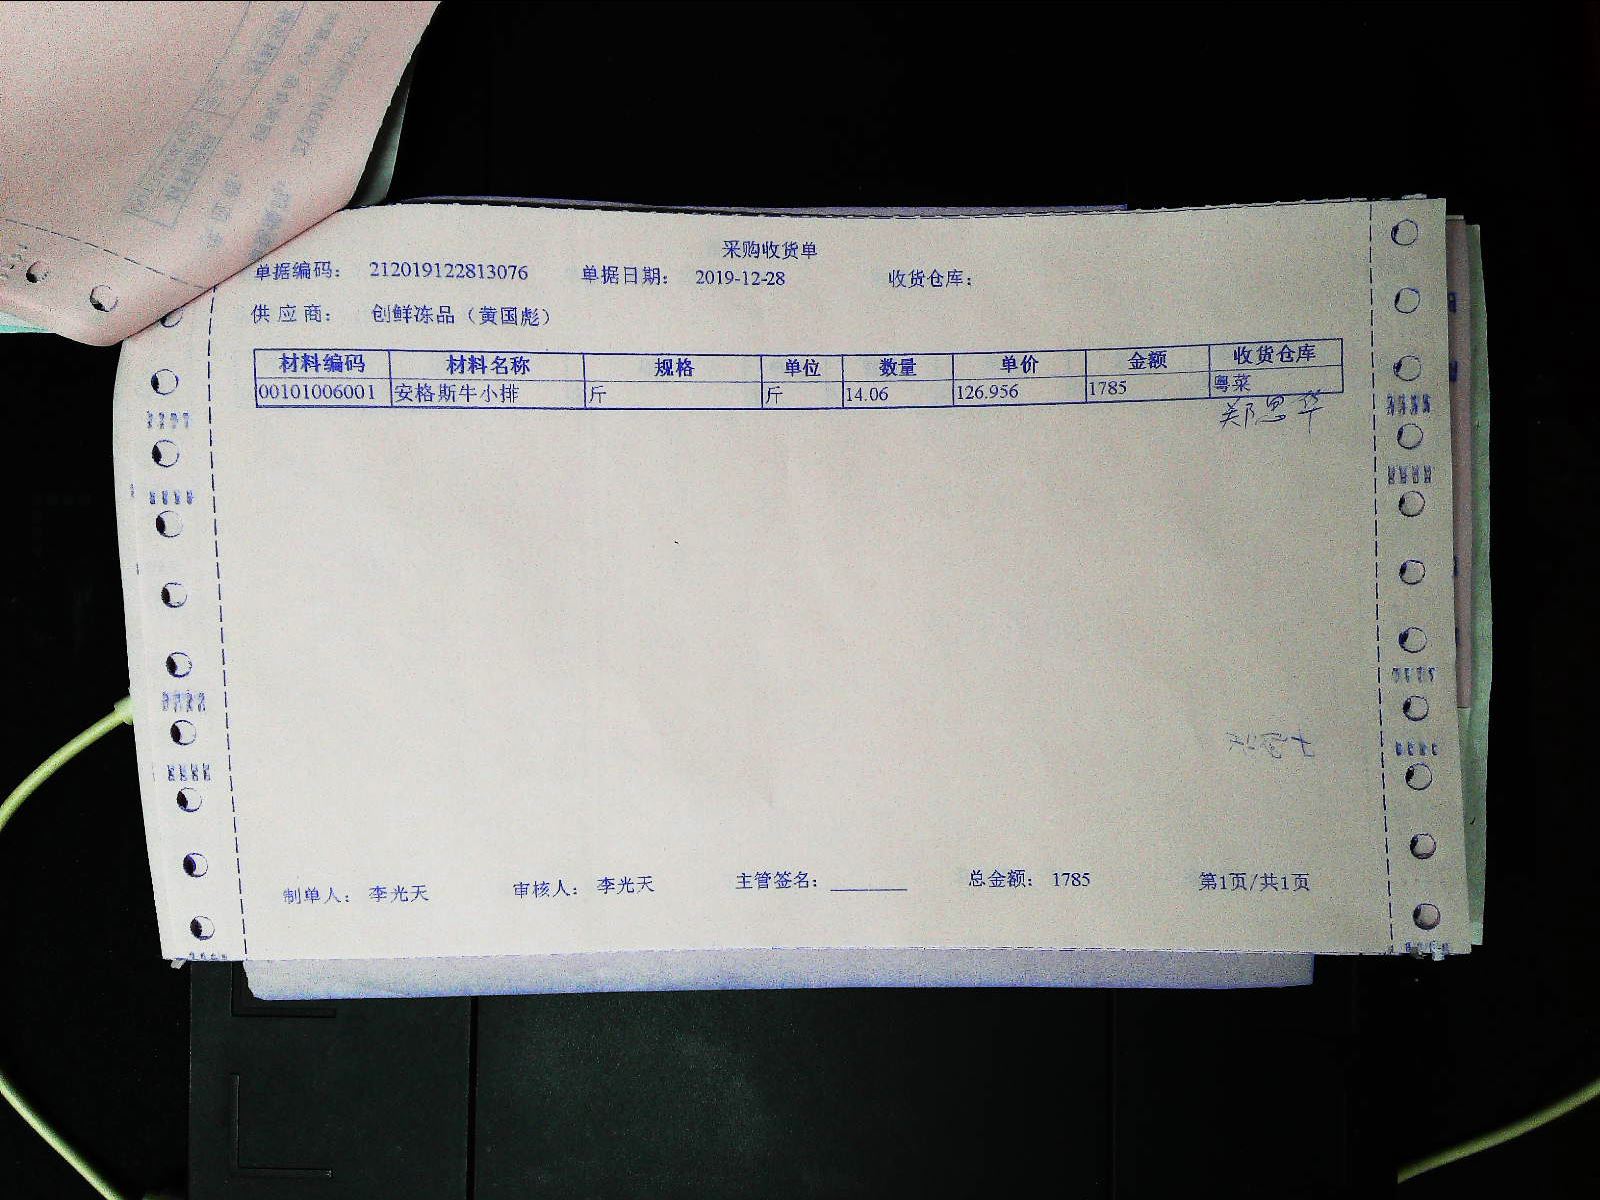 采购收货单
单据编码: 212019122813076 单据日期: 2019-12-28 收货仓库:
供应商: 创鲜冻品（黄国彪）
材料编码 材料名称 规格 单位 数量 单价 金额 收货仓库
00101006001 安格斯牛小排 斤 斤 14.06 126.956 1785 粤菜
郑思华
制单人: 李光天 审核人: 李光天 主管签名: ________ 总金额: 1785 第1页/共1页